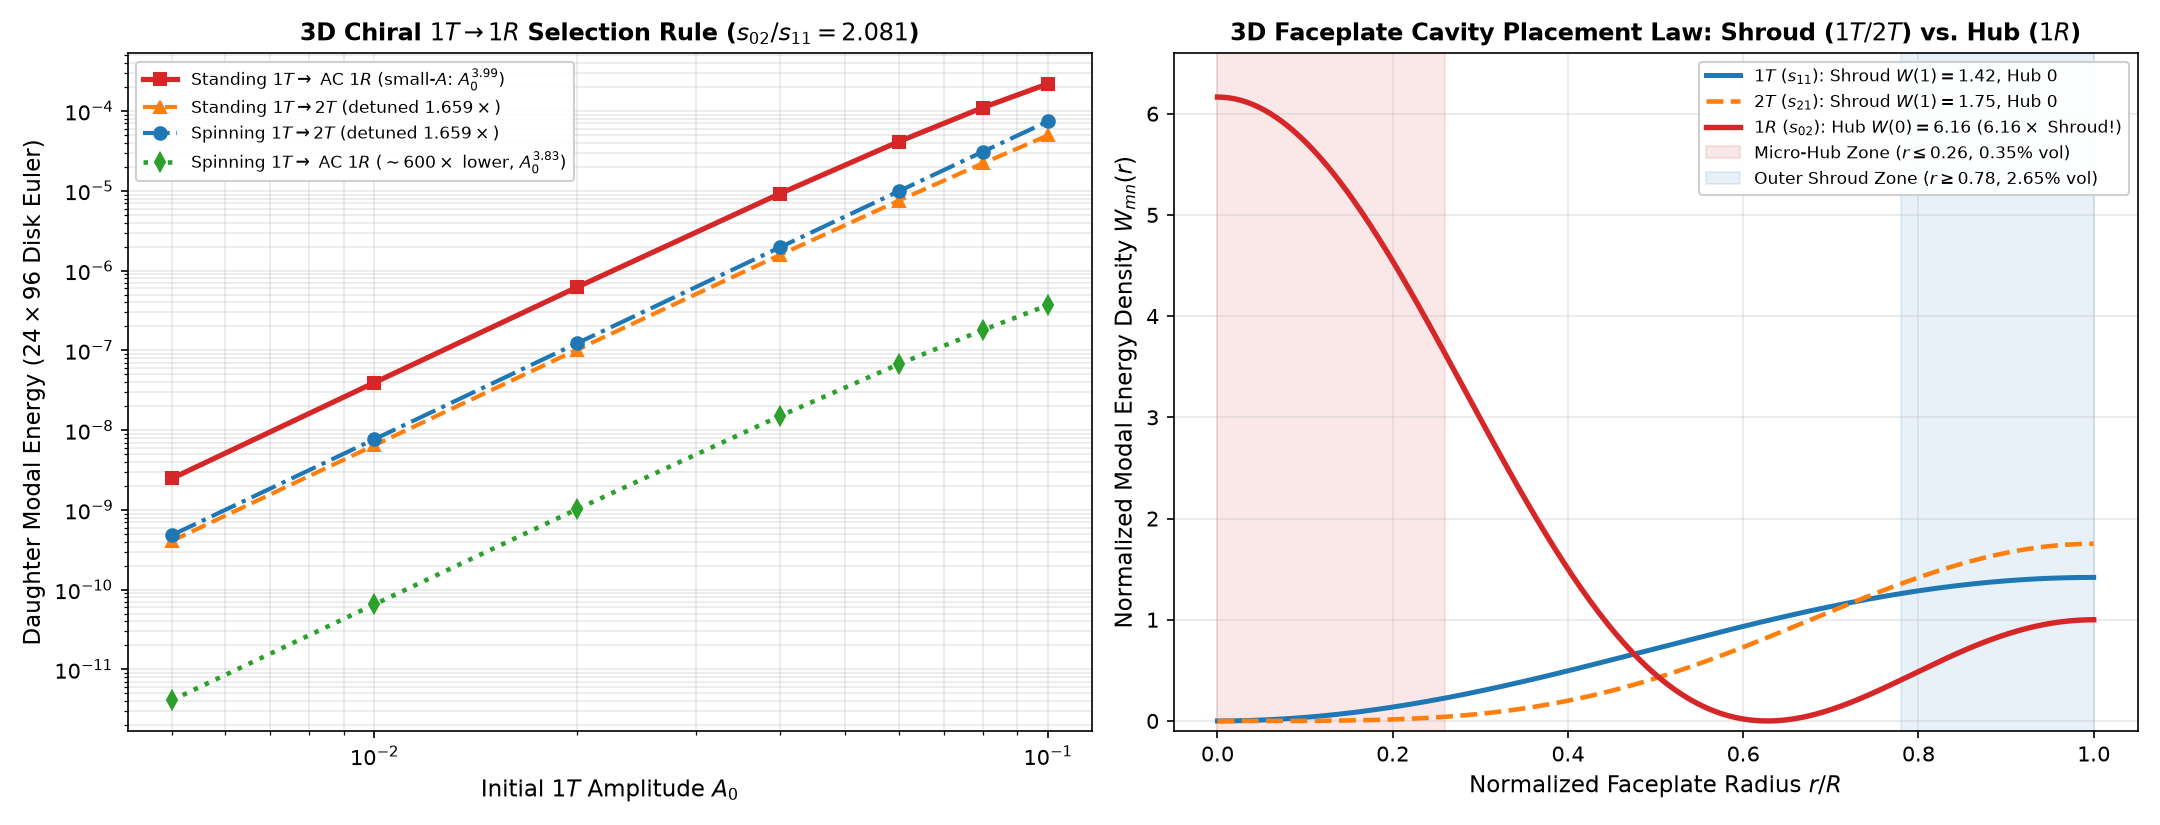 3D Chiral 1T→1R Selection Rule (s₀₂/s₁₁ = 2.081)
Standing 1T→ AC 1R (small-A: A₀^3.99)
Standing 1T→2T (detuned 1.659×)
Spinning 1T→2T (detuned 1.659×)
Spinning 1T→ AC 1R (∼600× lower, A₀^3.83)
Daughter Modal Energy (24×96 Disk Euler)
10⁻⁴
10⁻⁵
10⁻⁶
10⁻⁷
10⁻⁸
10⁻⁹
10⁻¹⁰
10⁻¹¹
10⁻²
10⁻¹
Initial 1T Amplitude A₀
3D Faceplate Cavity Placement Law: Shroud (1T/2T) vs. Hub (1R)
1T (s₁₁): Shroud W(1) = 1.42, Hub 0
2T (s₂₁): Shroud W(1) = 1.75, Hub 0
1R (s₀₂): Hub W(0) = 6.16 (6.16× Shroud!)
Micro-Hub Zone (r ≤ 0.26, 0.35% vol)
Outer Shroud Zone (r ≥ 0.78, 2.65% vol)
Normalized Modal Energy Density Wₘₙ(r)
6
5
4
3
2
1
0
0.0
0.2
0.4
0.6
0.8
1.0
Normalized Faceplate Radius r/R